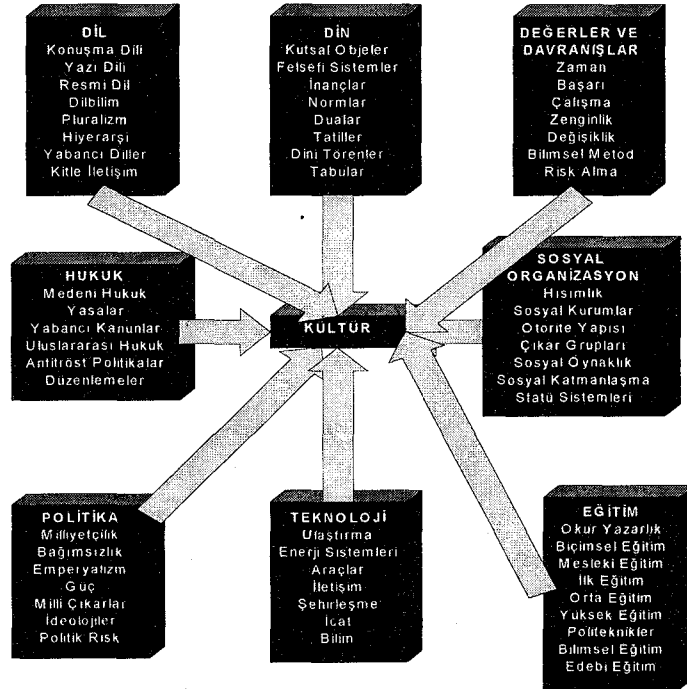 DİL
Konuşma Dili
Yazı Dili
Resmi Dil
Dilbilim
Pluralizm
Hiyerarşi
Yabancı Diller
Kitle İletişim
DİN
Kutsal Objeler
Felsefi Sistemler
İnançlar
Normlar
Dualar
Tatiller
Dini Törenler
Tabular
DEĞERLER VE
DAVRANIŞLAR
Zaman
Başarı
Çalışma
Zenginlik
Değişiklik
Bilimsel Metod
Risk Alma
HUKUK
Medeni Hukuk
Yasalar
Yabancı Kanunlar
Uluslararası Hukuk
Antitröst Politikalar
Düzenlemeler
KÜLTÜR
SOSYAL
ORGANIZASYON
Hısımlık
Sosyal Kurumlar
Otorite Yapısı
Çıkar Grupları
Sosyal Oynaklık
Sosyal Katmanlaşma
Statü Sistemleri
POLİTİKA
Milliyetçilik
Bağımsızlık
Emperyalizm
Güç
Milli Çıkarlar
İdeolojiler
Politik Risk
TEKNOLOJİ
Ulaştırma
Enerji Sistemleri
Araçlar
İletişim
Şehirleşme
İcat
Bilim
EĞİTİM
Okur Yazarlık
Biçimsel Eğitim
Mesleki Eğitim
İlk Eğitim
Orta Eğitim
Yüksek Eğitim
Politeknikler
Bilimsel Eğitim
Edebi Eğitim